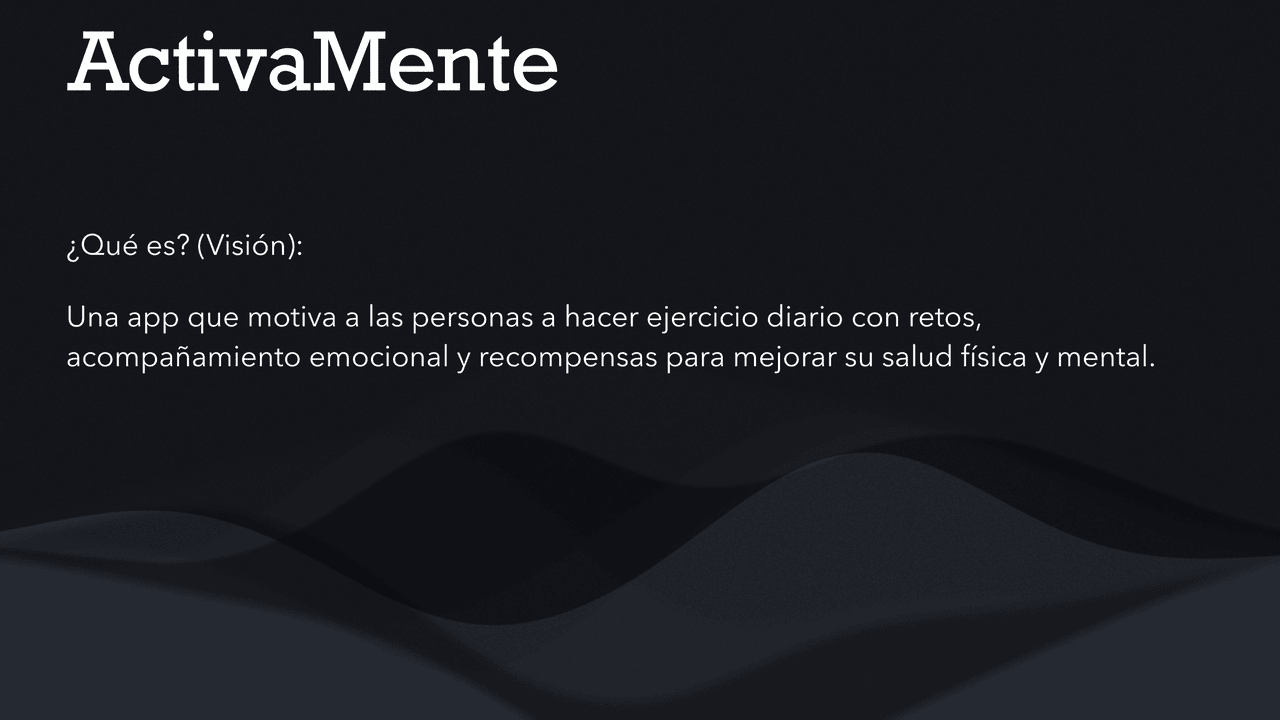 ActivaMente
¿Qué es? (Visión):
Una app que motiva a las personas a hacer ejercicio diario con retos,
acompañamiento emocional y recompensas para mejorar su salud física y mental.